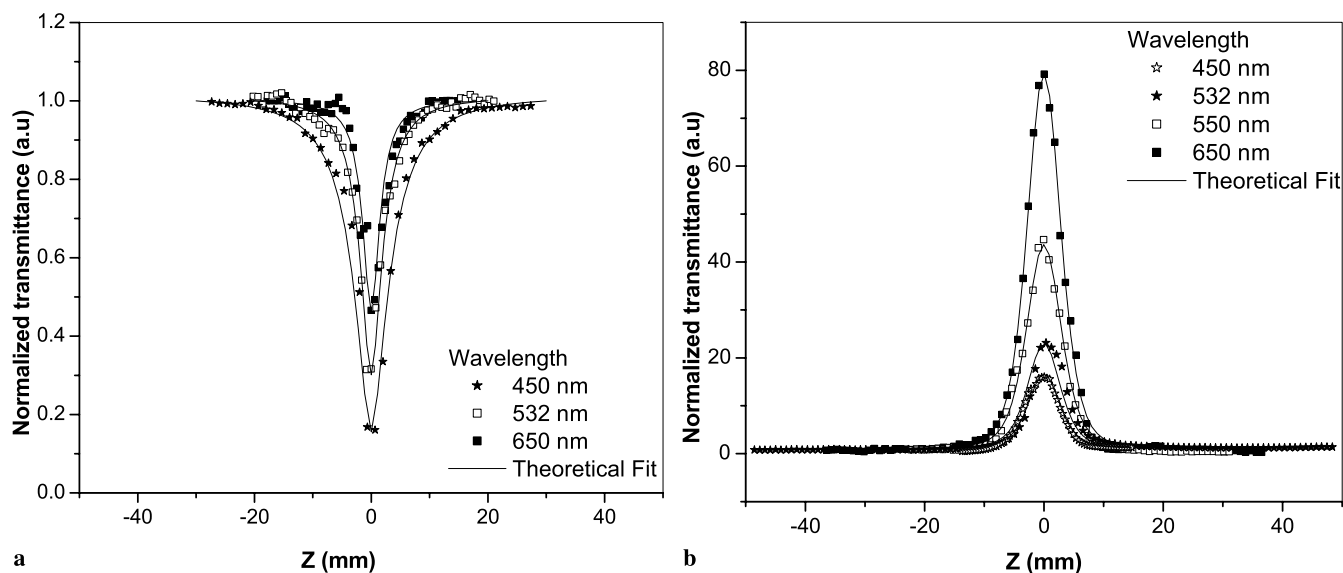 1.2
1.0
0.8
0.6
0.4
0.2
0.0
Normalized transmittance (a.u)
Wavelength
450 nm
532 nm
650 nm
Theoretical Fit
-40
-20
0
20
40
Z (mm)
a
80
60
40
20
0
Normalized transmittance (a.u)
Wavelength
450 nm
532 nm
550 nm
650 nm
Theoretical Fit
-40
-20
0
20
40
Z (mm)
b